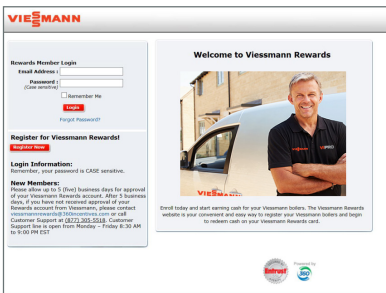 VIESMANN
Rewards Member Login
Email Address :
Password :
(Case sensitive)
Remember Me
Login
Forgot Password?
Register for Viessmann Rewards!
Register Now
Login Information:
Remember, your password is CASE sensitive.
New Members:
Please allow up to 5 (five) business days for approval
of your Viessmann Rewards account. After 5 business
days, if you have not received approval of your
Rewards account from Viessmann, please contact
viessmannrewards@360incentives.com or call
Customer Support at (877) 305-5518. Customer
Support line is open from Monday – Friday 8:30 AM
to 9:00 PM EST
Welcome to Viessmann Rewards
VIESMANN
Enroll today and start earning cash for your Viessmann boilers. The Viessmann Rewards
website is your convenient and easy way to register your Viessmann boilers and begin
to redeem cash on your Viessmann Rewards card.
Entrust
Powered by
360